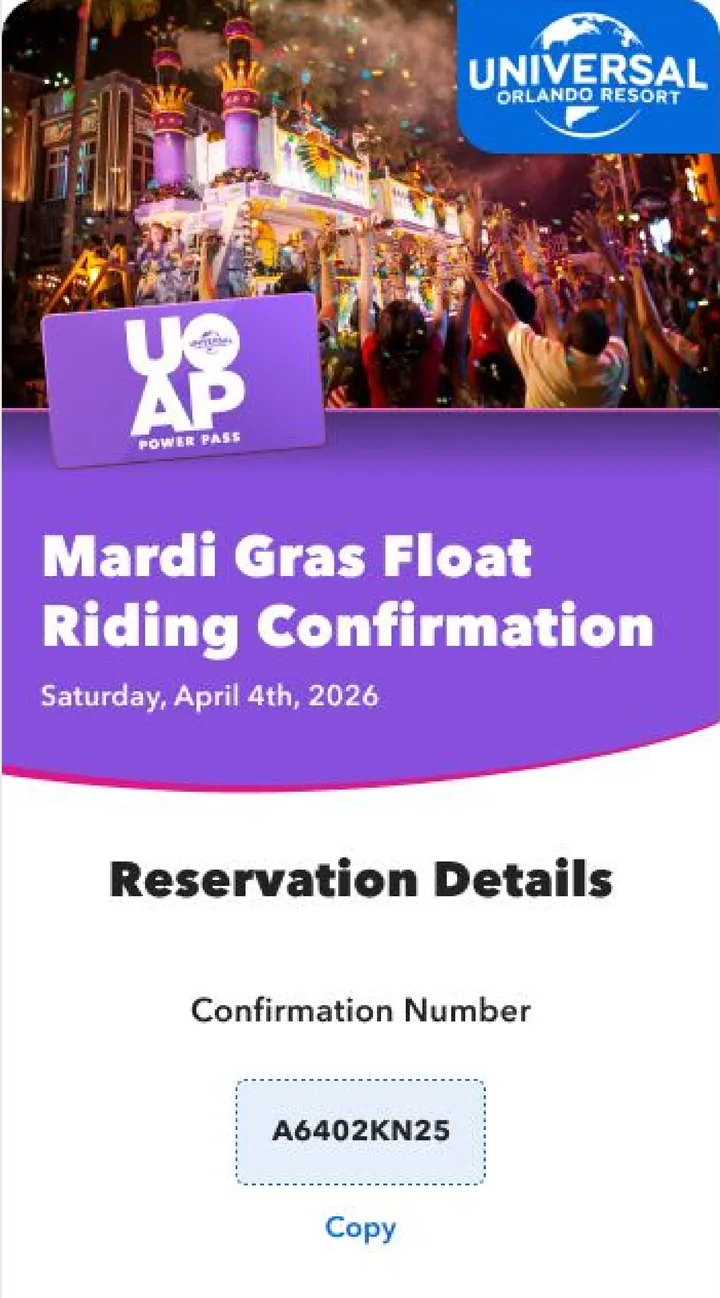 UNIVERSAL
ORLANDO RESORT
UO
UNIVERSAL
AP
POWER PASS
Mardi Gras Float
Riding Confirmation
Saturday, April 4th, 2026
Reservation Details
Confirmation Number
A6402KN25
Copy